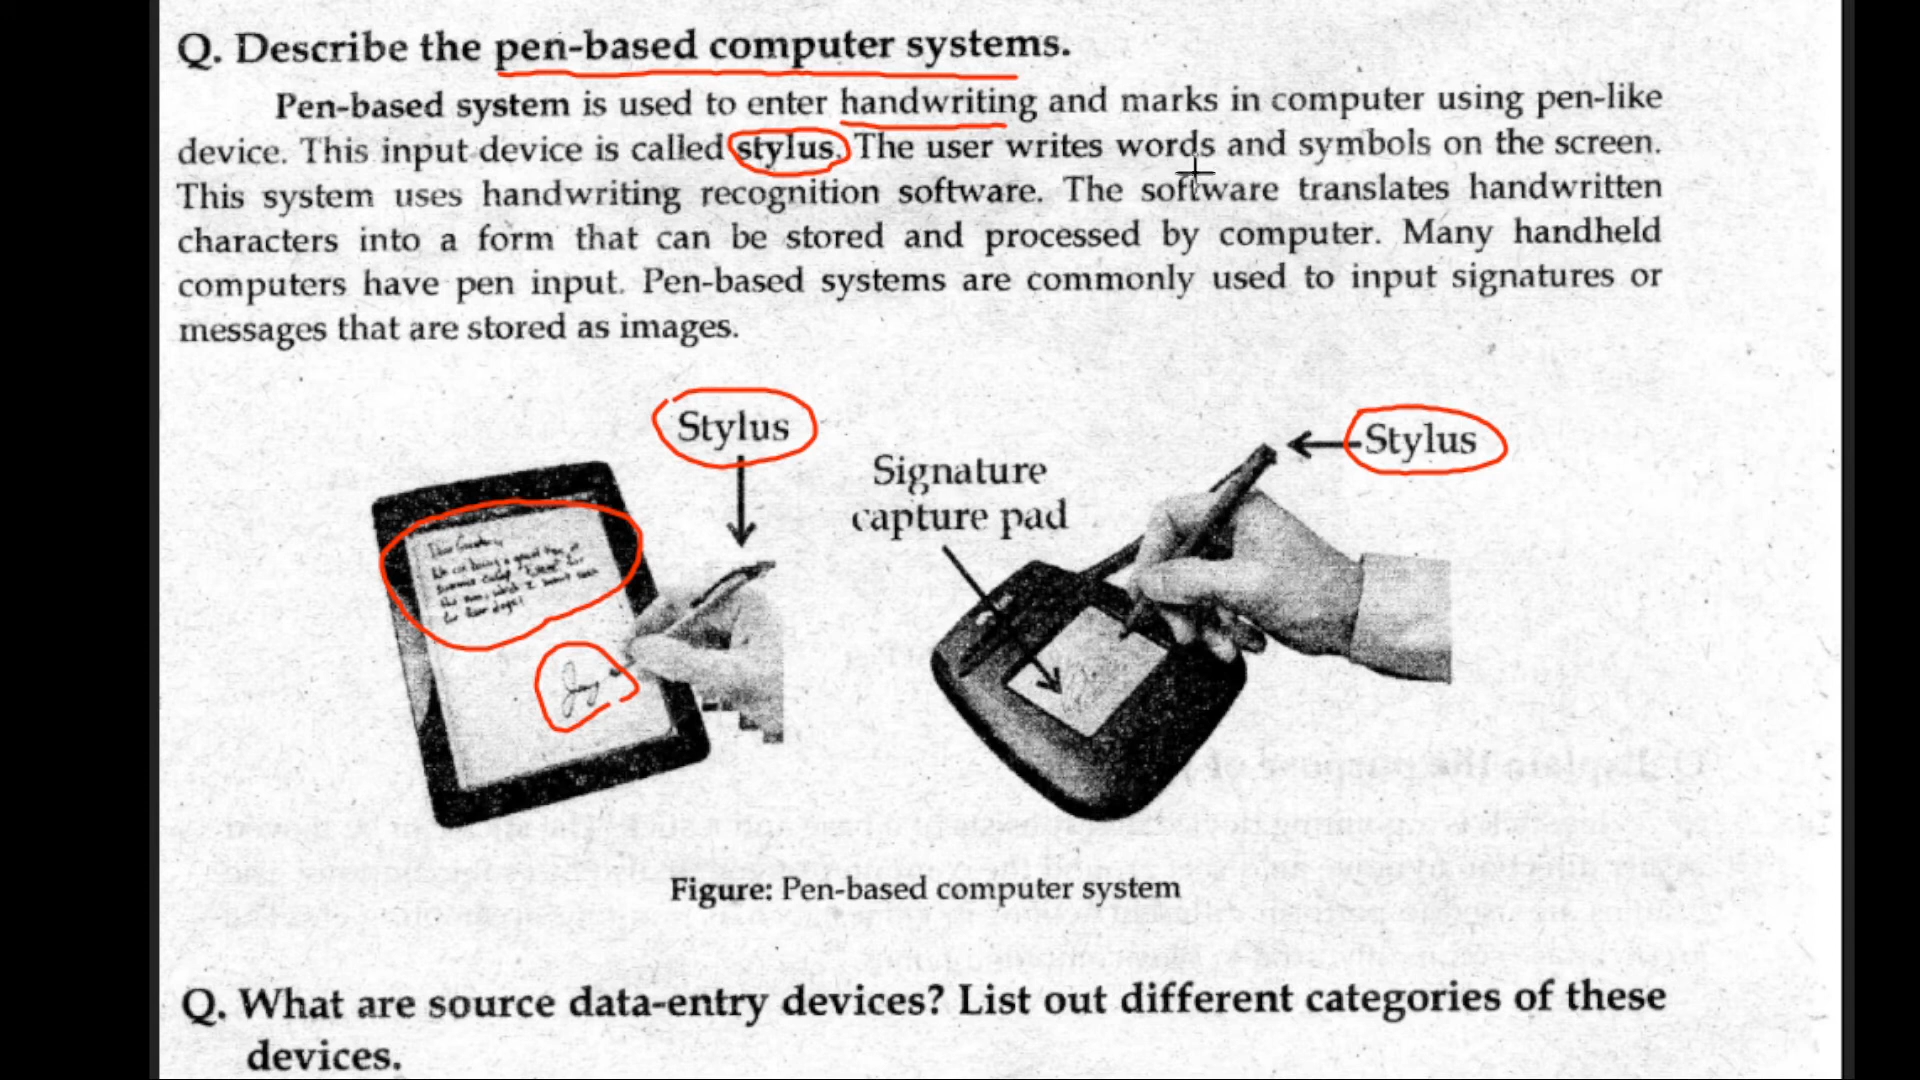 Q. Describe the pen-based computer systems.
Pen-based system is used to enter handwriting and marks in computer using pen-like
device. This input device is called stylus. The user writes words and symbols on the screen.
This system uses handwriting recognition software. The software translates handwritten
characters into a form that can be stored and processed by computer. Many handheld
computers have pen input. Pen-based systems are commonly used to input signatures or
messages that are stored as images.
Stylus
Stylus
Signature
capture pad
Figure: Pen-based computer system
Q. What are source data-entry devices? List out different categories of these
devices.